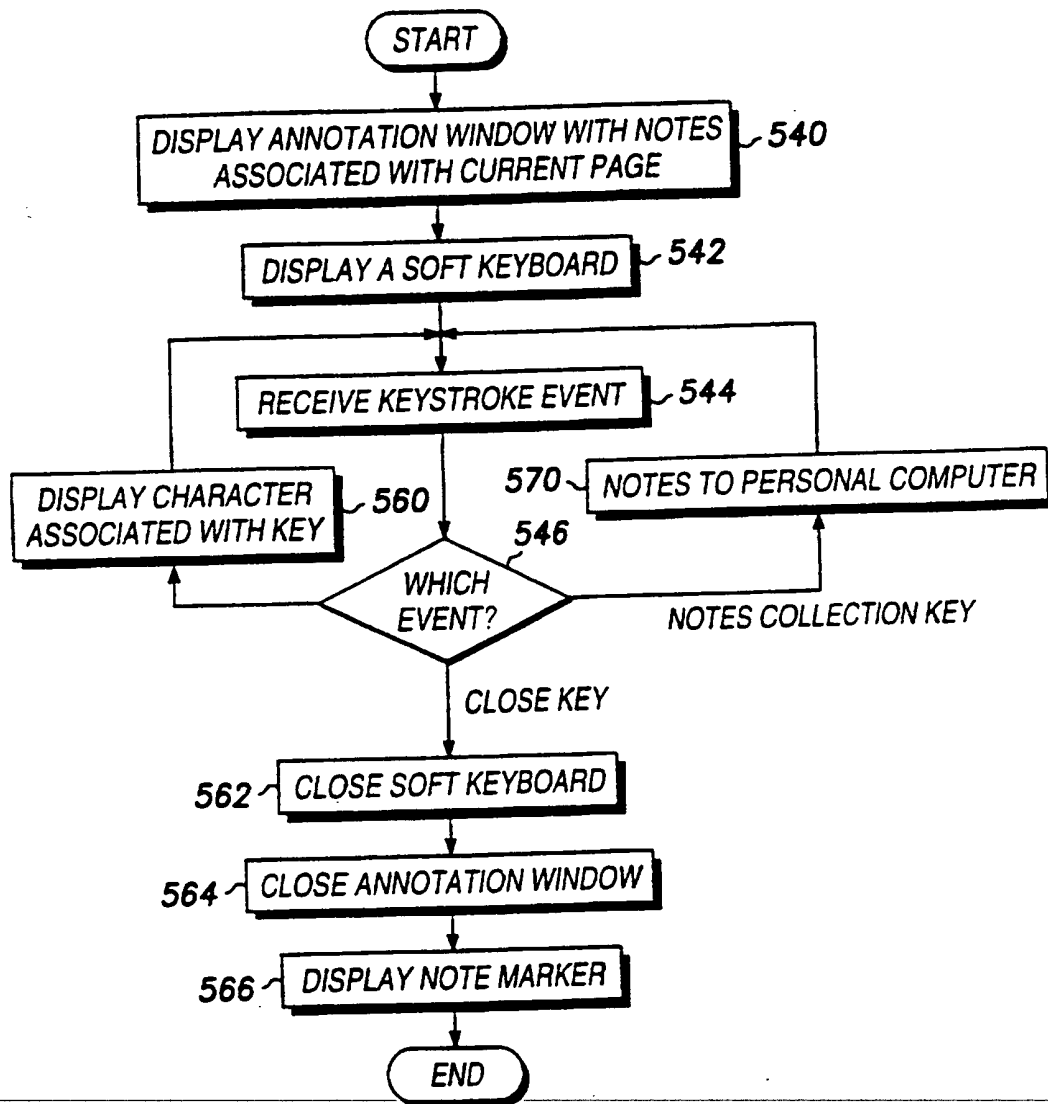 START
DISPLAY ANNOTATION WINDOW WITH NOTES
ASSOCIATED WITH CURRENT PAGE
540
DISPLAY A SOFT KEYBOARD
542
RECEIVE KEYSTROKE EVENT
544
DISPLAY CHARACTER
ASSOCIATED WITH KEY
560
570
NOTES TO PERSONAL COMPUTER
546
WHICH
EVENT?
NOTES COLLECTION KEY
CLOSE KEY
562
CLOSE SOFT KEYBOARD
564
CLOSE ANNOTATION WINDOW
566
DISPLAY NOTE MARKER
END